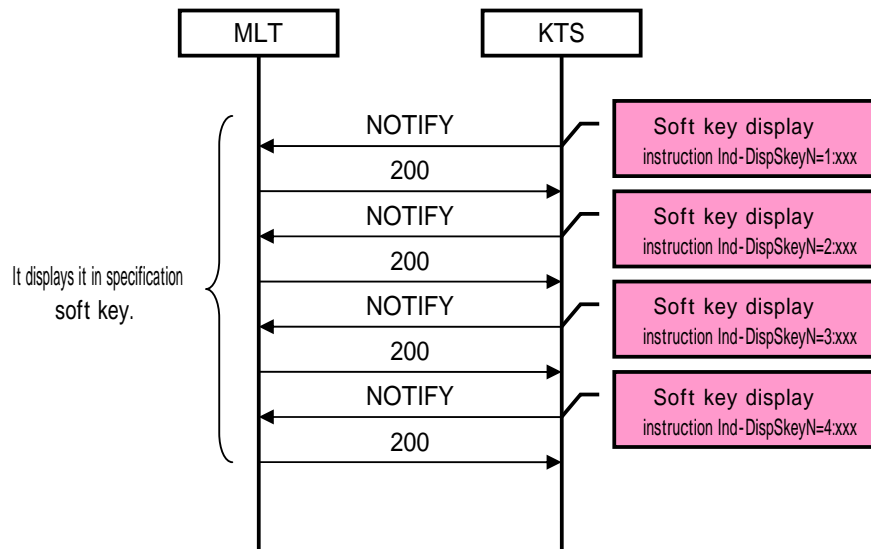 MLT
KTS
NOTIFY
Soft key display
instruction Ind-DispSkeyN=1:xxx
200
NOTIFY
Soft key display
instruction Ind-DispSkeyN=2:xxx
200
It displays it in specification
soft key.
NOTIFY
Soft key display
instruction Ind-DispSkeyN=3:xxx
200
NOTIFY
Soft key display
instruction Ind-DispSkeyN=4:xxx
200